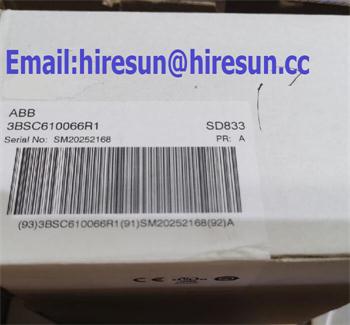 Email:hiresun@hiresun.cc
ABB
3BSC610066R1 SD833
Serial No: SM20252168 PR: A
(93)3BSC610066R1(91)SM20252168(92)A